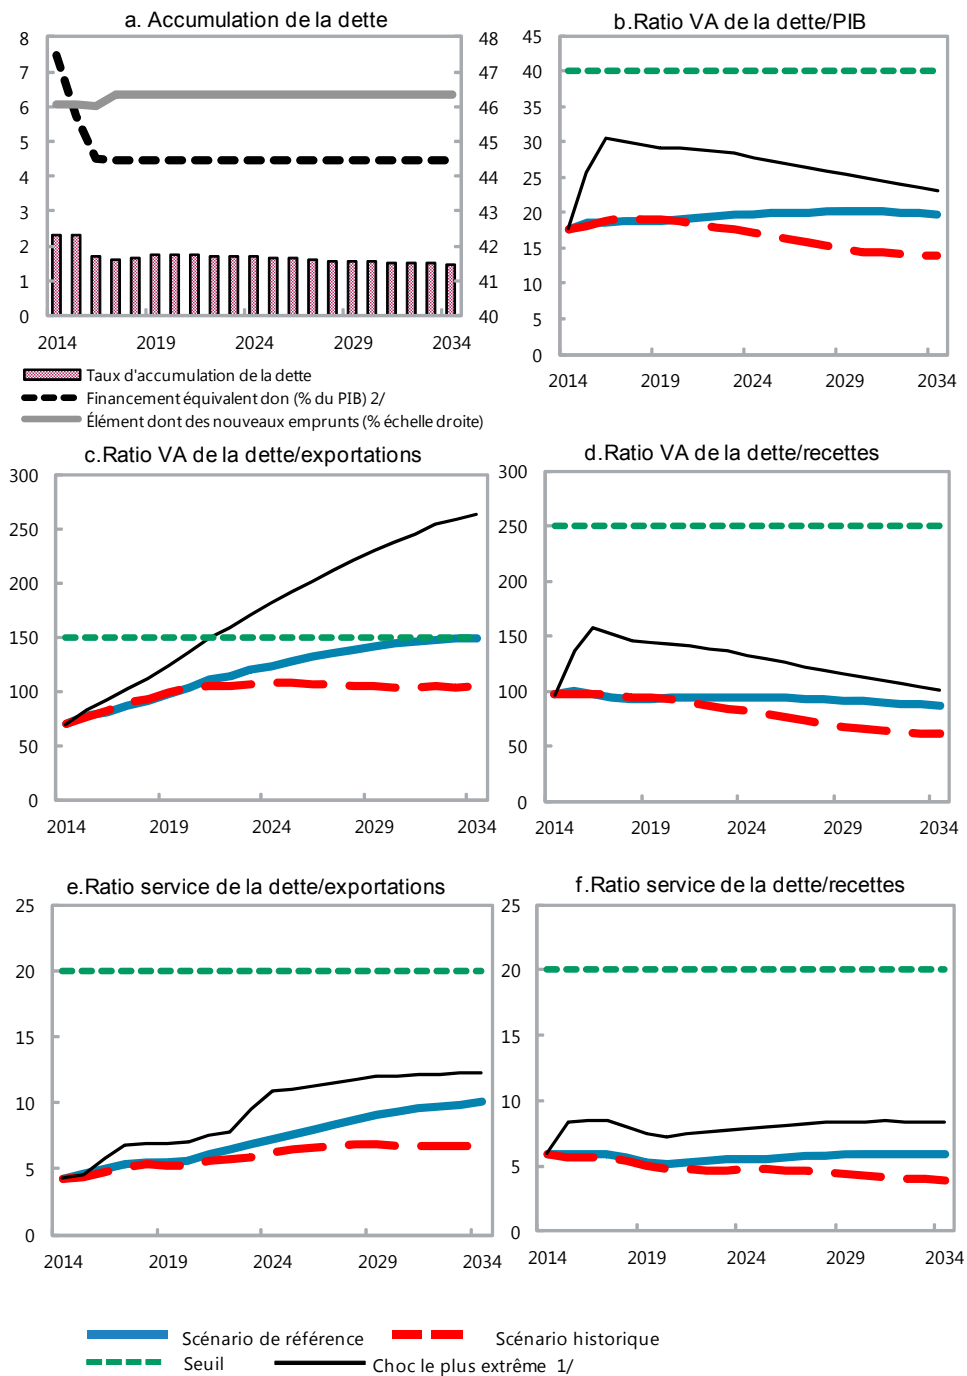 a. Accumulation de la dette
8
7
6
5
4
3
2
1
0
48
47
46
45
44
43
42
41
40
2014 2019 2024 2029 2034
Taux d'accumulation de la dette
Financement équivalent don (% du PIB) 2/
Élément dont des nouveaux emprunts (% échelle droite)
b.Ratio VA de la dette/PIB
45
40
35
30
25
20
15
10
5
0
2014 2019 2024 2029 2034
c.Ratio VA de la dette/exportations
300
250
200
150
100
50
0
2014 2019 2024 2029 2034
d.Ratio VA de la dette/recettes
300
250
200
150
100
50
0
2014 2019 2024 2029 2034
e.Ratio service de la dette/exportations
25
20
15
10
5
0
2014 2019 2024 2029 2034
f.Ratio service de la dette/recettes
25
20
15
10
5
0
2014 2019 2024 2029 2034
Scénario de référence
Scénario historique
Seuil
Choc le plus extrême 1/